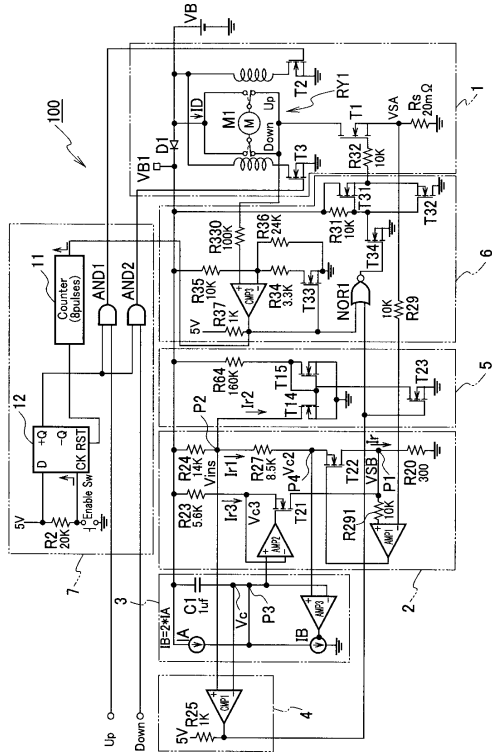 100
VB
VB1
D1
ID
M1
M
Up
Down
T2
T3
RY1
T1
VSA
Rs
20mΩ
1
R32
10K
T31
R31
10K
T32
T34
NOR1
R29
10K
6
R330
100K
R36
24K
R35
10K
R34
3.3K
T33
R37
1K
5V
CMP3
11
Counter
(8pulses)
AND1
AND2
12
D
+Q
−Q
CK
RST
5V
R2
20K
Enable Sw
7
R64
160K
T15
T14
Ir2
T23
5
P2
R24
14K
Vins
R23
5.6K
Ir1
R27
8.5K
Ir3
Vc3
P4
Vc2
T21
T22
Ir
VSB
P1
R20
300
R291
10K
AMP1
AMP2
2
3
IB=2*IA
IA
C1
1uf
Vc
P3
IB
AMP3
5V
R25
1K
CMP1
4
Up
Down